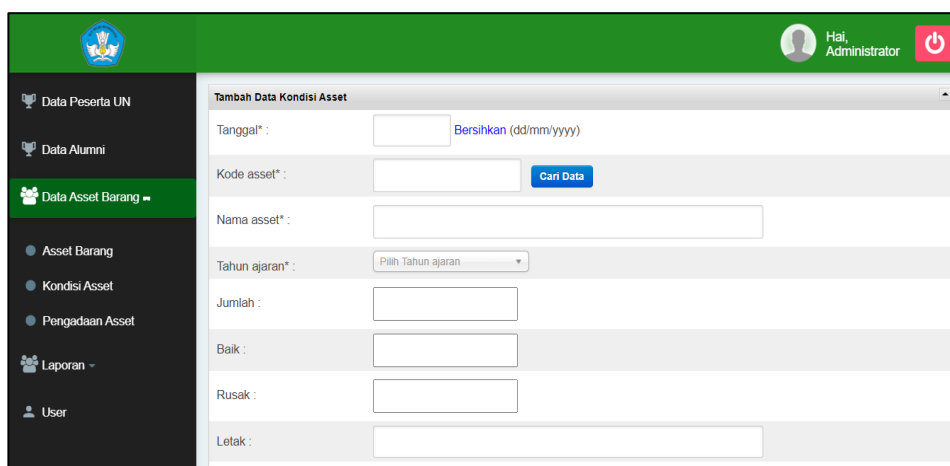 Hai,
Administrator
Data Peserta UN
Data Alumni
Data Asset Barang
Asset Barang
Kondisi Asset
Pengadaan Asset
Laporan
User
Tambah Data Kondisi Asset
Tanggal* :
Bersihkan (dd/mm/yyyy)
Kode asset* :
Cari Data
Nama asset* :
Tahun ajaran* :
Pilih Tahun ajaran
Jumlah :
Baik :
Rusak :
Letak :